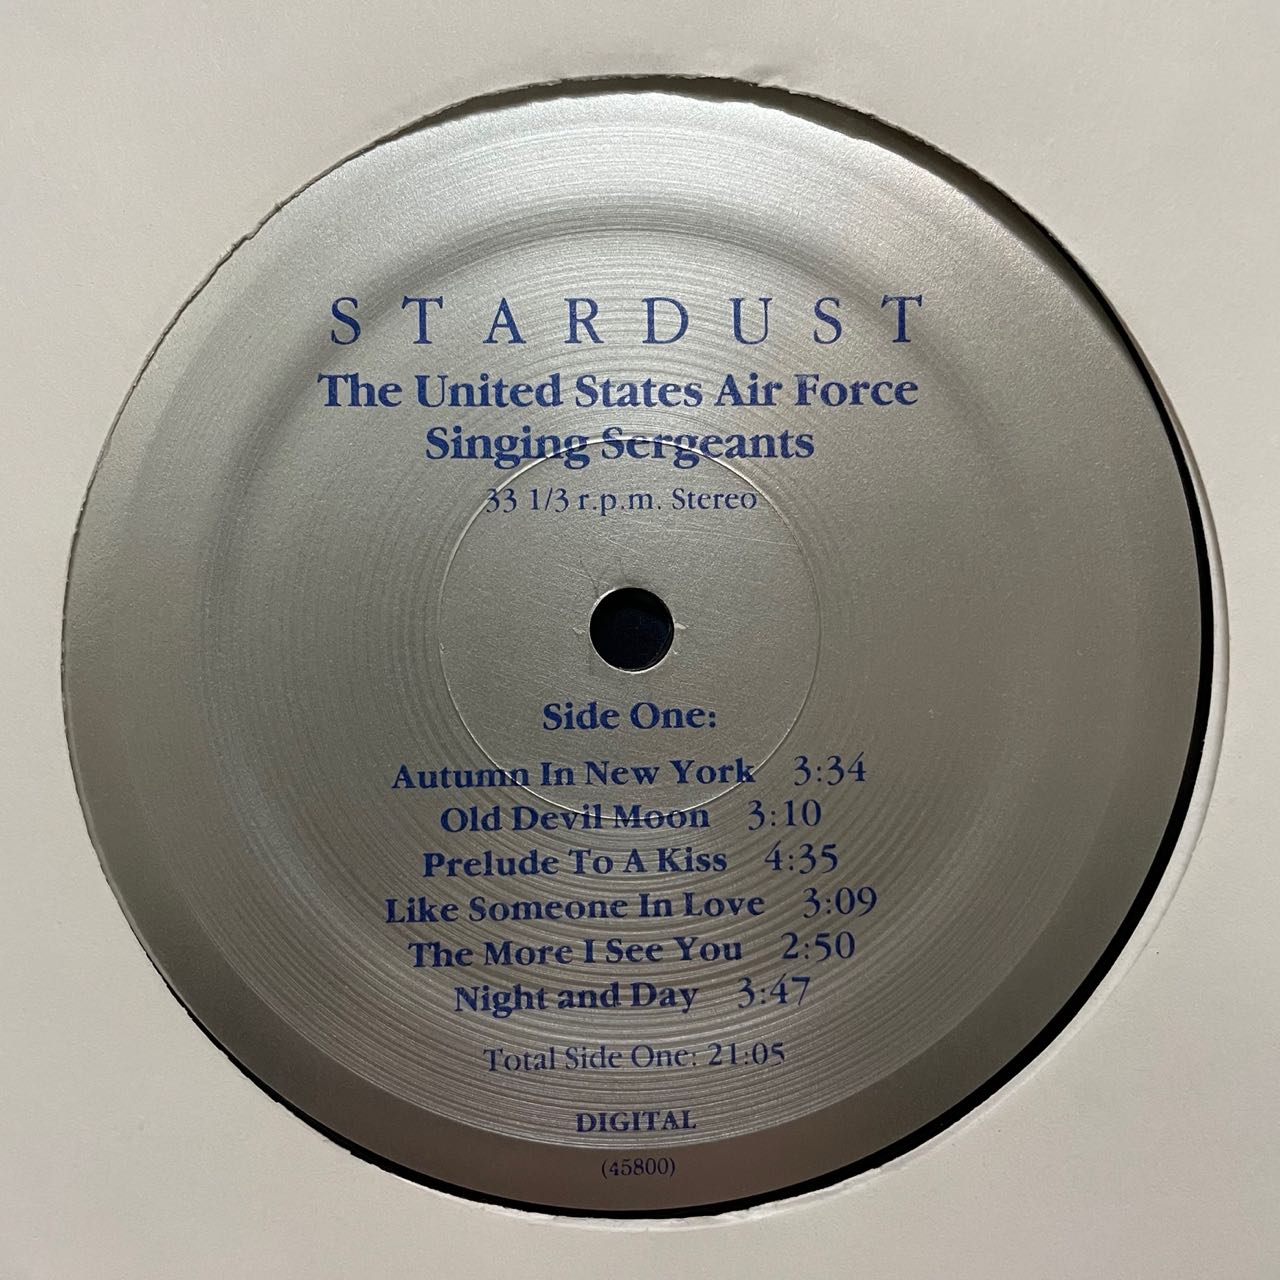 STARDUST
The United States Air Force
Singing Sergeants
33 1/3 r.p.m. Stereo
Side One:
Autumn In New York 3:34
Old Devil Moon 3:10
Prelude To A Kiss 4:35
Like Someone In Love 3:09
The More I See You 2:50
Night and Day 3:47
Total Side One: 21:05
DIGITAL
(45800)